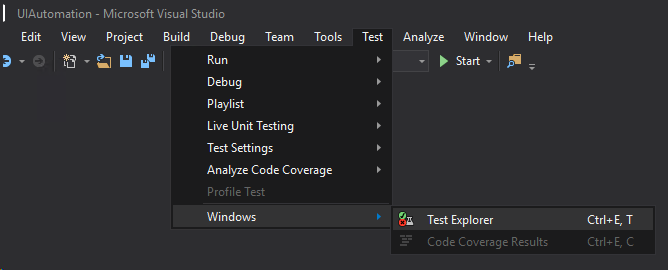 UIAutomation - Microsoft Visual Studio
Edit View Project Build Debug Team Tools Test Analyze Window Help
Run Start
Debug
Playlist
Live Unit Testing
Test Settings
Analyze Code Coverage
Profile Test
Windows Test Explorer Ctrl+E, T
Code Coverage Results Ctrl+E, C